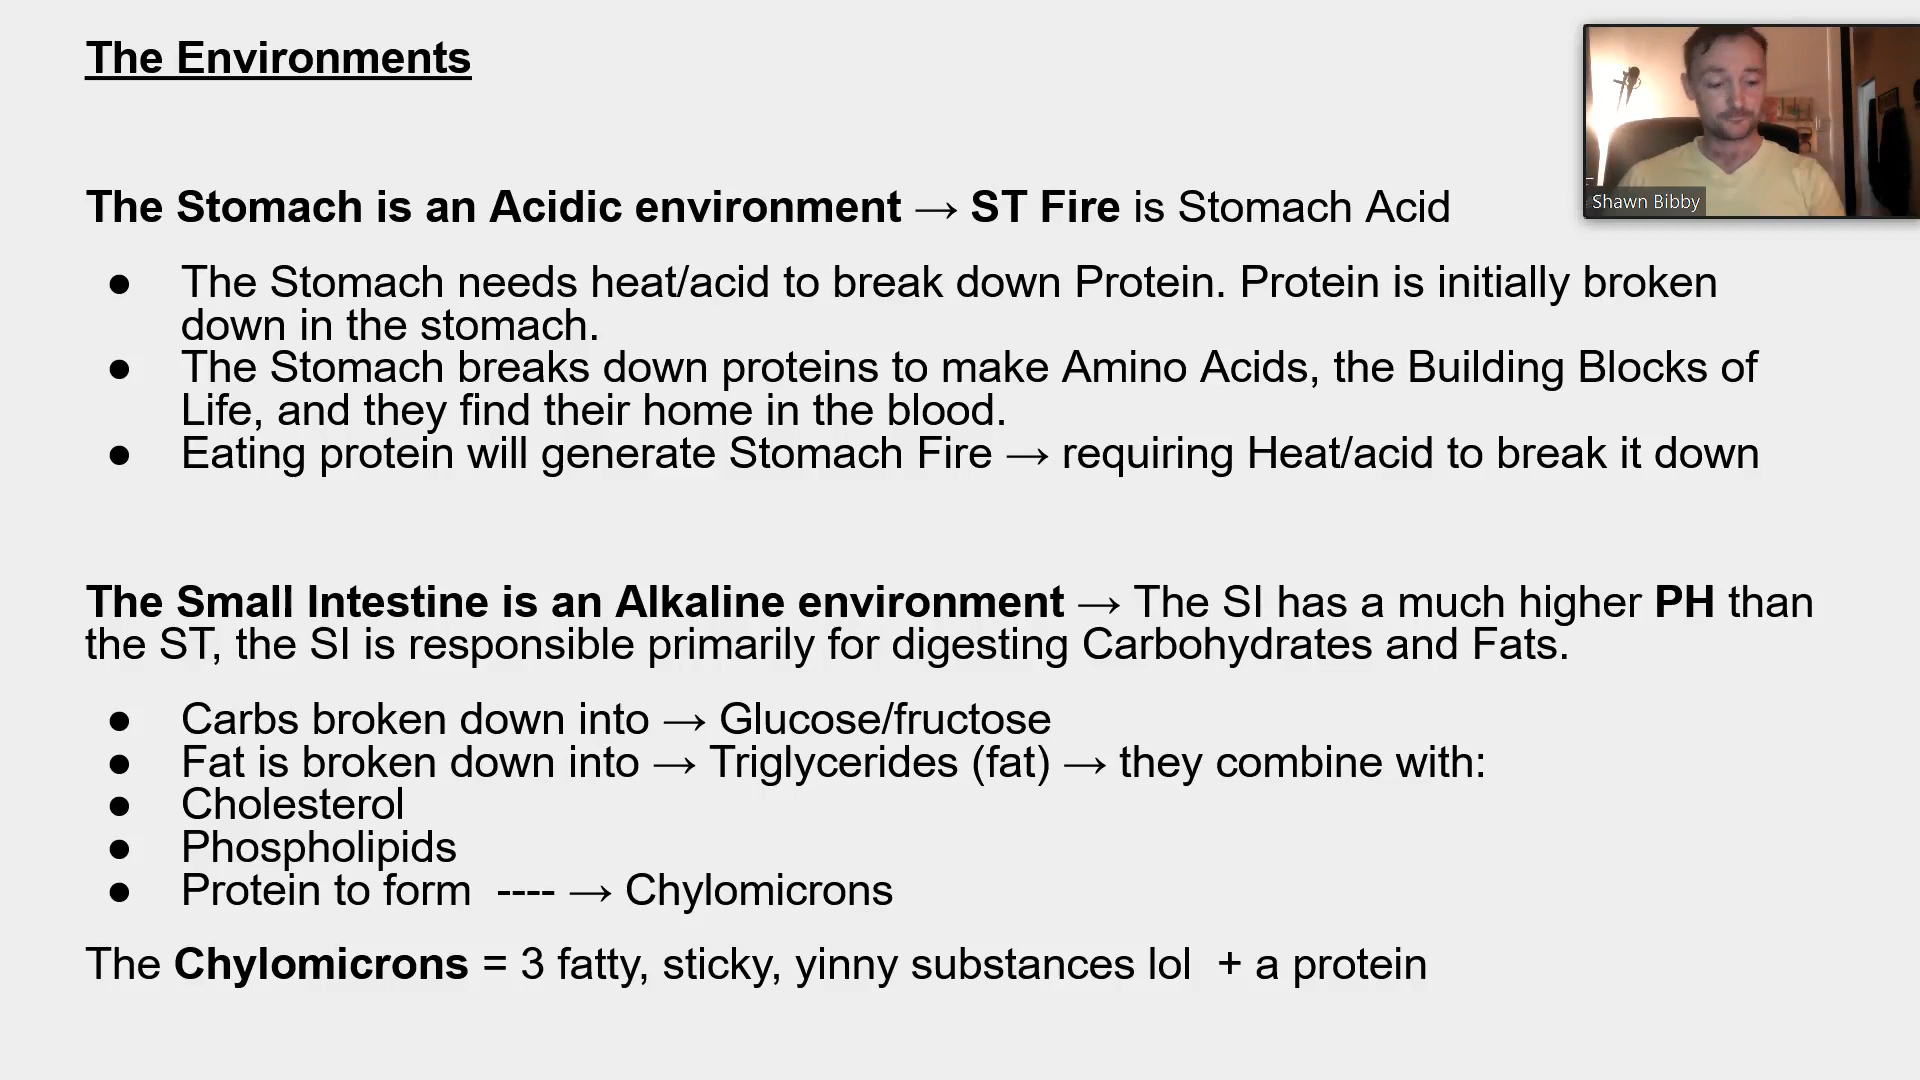 The Environments
Shawn Bibby
The Stomach is an Acidic environment → ST Fire is Stomach Acid
● The Stomach needs heat/acid to break down Protein. Protein is initially broken
down in the stomach.
● The Stomach breaks down proteins to make Amino Acids, the Building Blocks of
Life, and they find their home in the blood.
● Eating protein will generate Stomach Fire → requiring Heat/acid to break it down
The Small Intestine is an Alkaline environment → The SI has a much higher PH than
the ST, the SI is responsible primarily for digesting Carbohydrates and Fats.
● Carbs broken down into → Glucose/fructose
● Fat is broken down into → Triglycerides (fat) → they combine with:
● Cholesterol
● Phospholipids
● Protein to form ---- → Chylomicrons
The Chylomicrons = 3 fatty, sticky, yinny substances lol + a protein